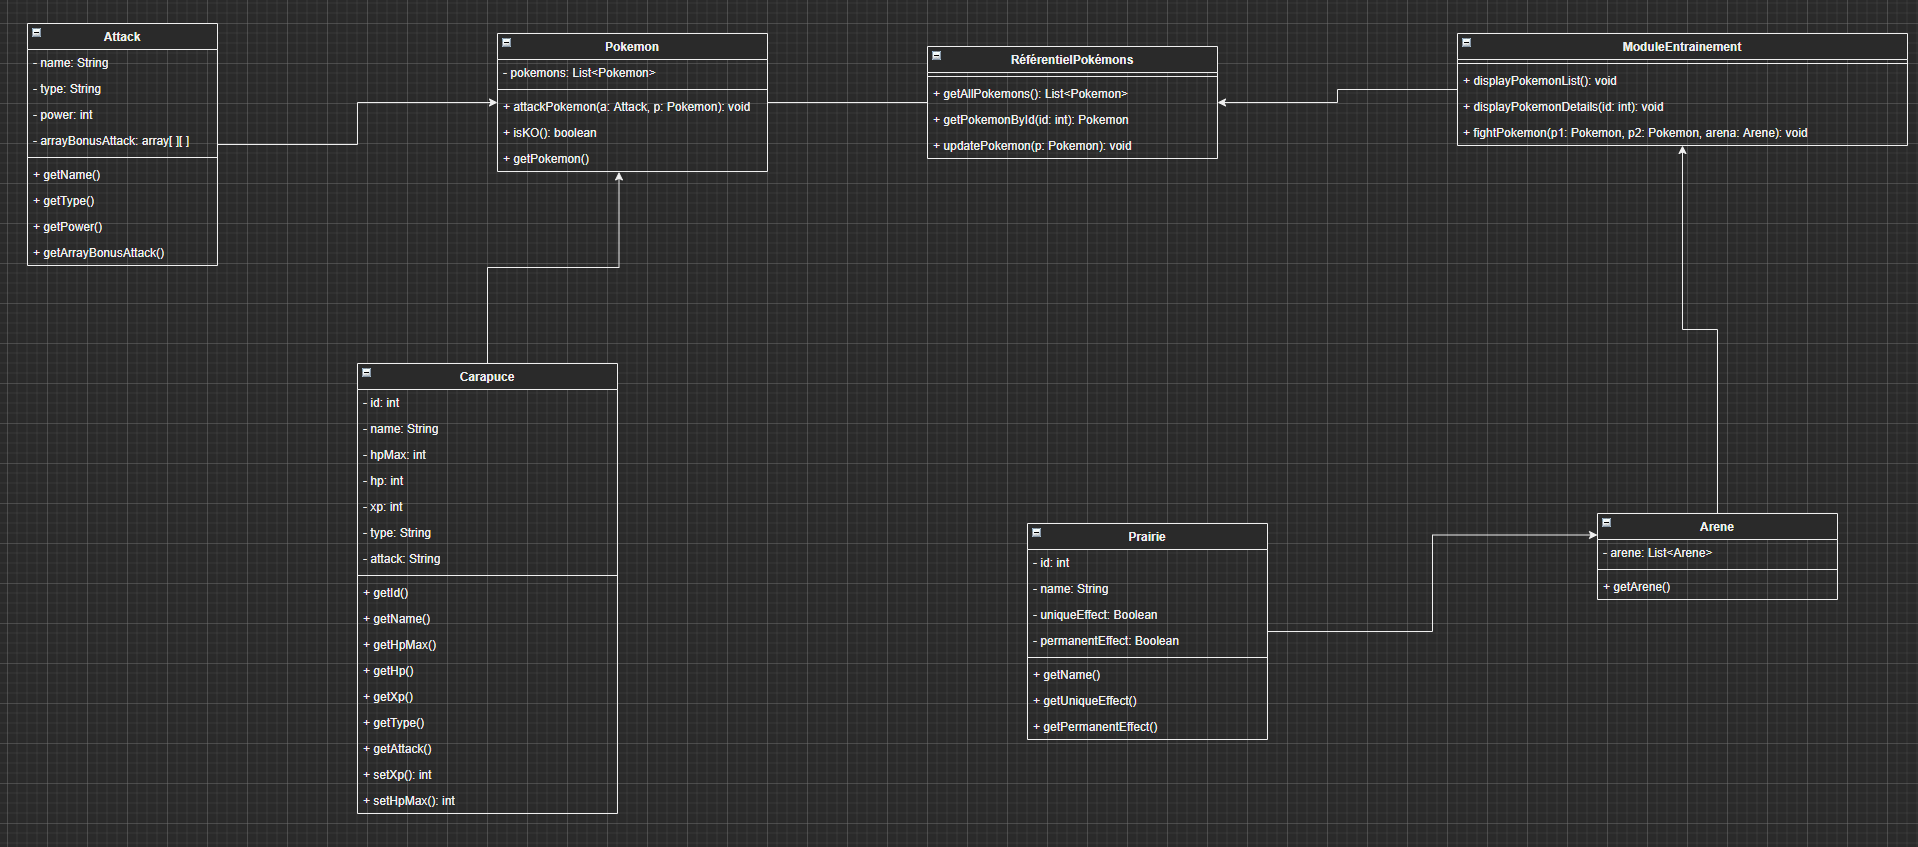 Attack
- name: String
- type: String
- power: int
- arrayBonusAttack: array[ ][ ]
+ getName()
+ getType()
+ getPower()
+ getArrayBonusAttack()
Pokemon
- pokemons: List<Pokemon>
+ attackPokemon(a: Attack, p: Pokemon): void
+ isKO(): boolean
+ getPokemon()
RéférentielPokémons
+ getAllPokemons(): List<Pokemon>
+ getPokemonById(id: int): Pokemon
+ updatePokemon(p: Pokemon): void
ModuleEntrainement
+ displayPokemonList(): void
+ displayPokemonDetails(id: int): void
+ fightPokemon(p1: Pokemon, p2: Pokemon, arena: Arene): void
Carapuce
- id: int
- name: String
- hpMax: int
- hp: int
- xp: int
- type: String
- attack: String
+ getId()
+ getName()
+ getHpMax()
+ getHp()
+ getXp()
+ getType()
+ getAttack()
+ setXp(): int
+ setHpMax(): int
Prairie
- id: int
- name: String
- uniqueEffect: Boolean
- permanentEffect: Boolean
+ getName()
+ getUniqueEffect()
+ getPermanentEffect()
Arene
- arene: List<Arene>
+ getArene()